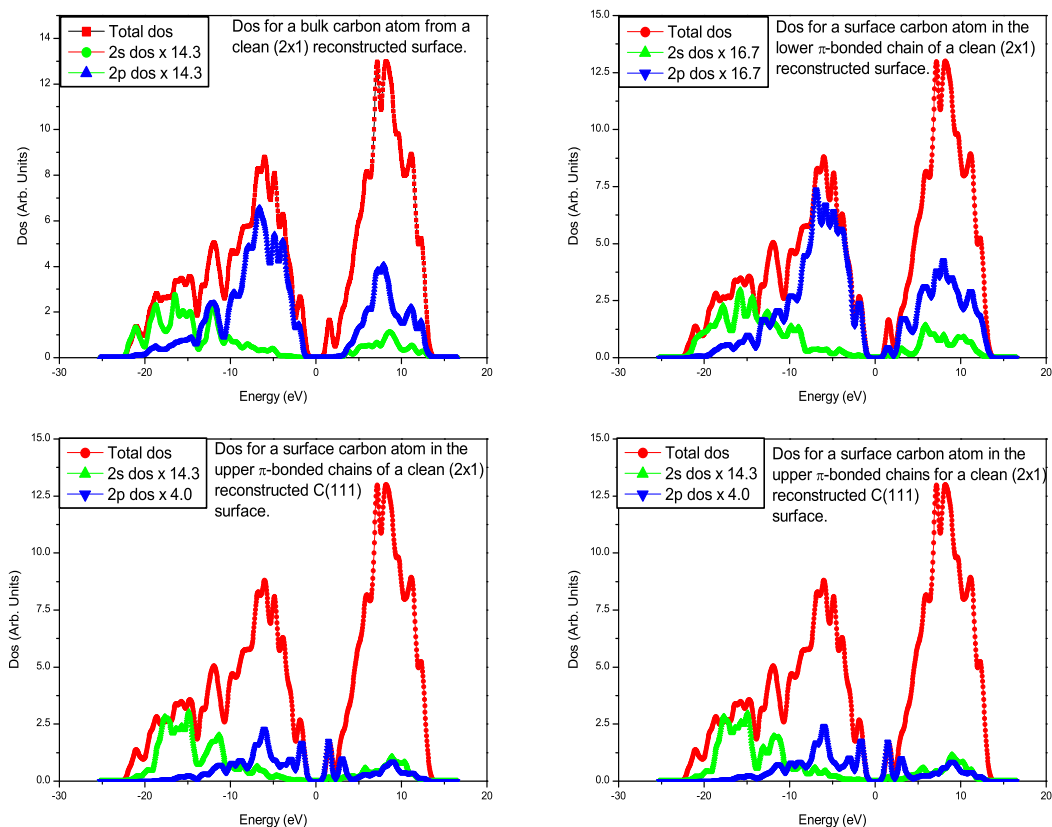 Total dos
2s dos x 14.3
2p dos x 14.3
Dos for a bulk carbon atom from a
clean (2x1) reconstructed surface.
14
12
10
8
6
4
2
0
Dos (Arb. Units)
-30
-20
-10
0
10
20
Energy (eV)
Total dos
2s dos x 16.7
2p dos x 16.7
Dos for a surface carbon atom in the
lower π-bonded chain of a clean (2x1)
reconstructed surface.
15.0
12.5
10.0
7.5
5.0
2.5
0.0
Dos (Arb. Units)
-30
-20
-10
0
10
20
Energy (eV)
Total dos
2s dos x 14.3
2p dos x 4.0
Dos for a surface carbon atom in the
upper π-bonded chains of a clean (2x1)
reconstructed C(111)
surface.
15.0
12.5
10.0
7.5
5.0
2.5
0.0
Dos (Arb. Units)
-30
-20
-10
0
10
20
Energy (eV)
Total dos
2s dos x 14.3
2p dos x 4.0
Dos for a surface carbon atom in the
upper π-bonded chains for a clean (2x1)
reconstructed C(111)
surface.
15.0
12.5
10.0
7.5
5.0
2.5
0.0
Dos (Arb. Units)
-30
-20
-10
0
10
20
Energy (eV)